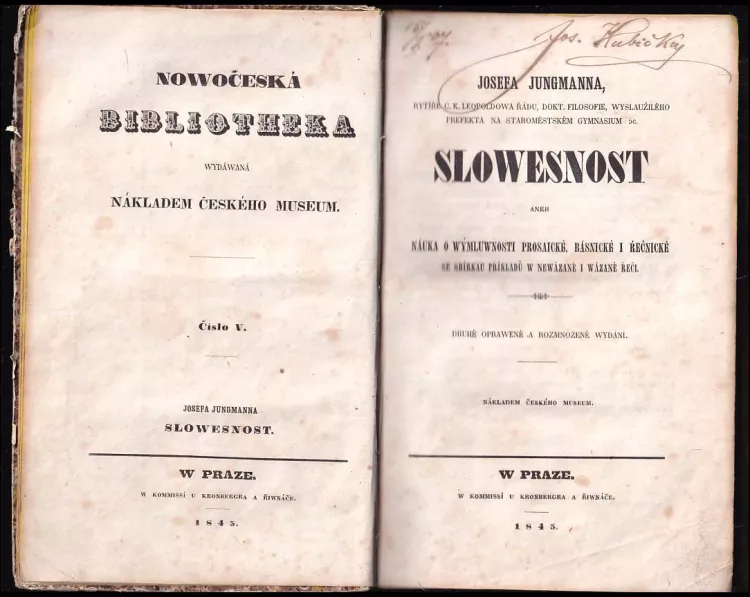 NOWOČESKÁ
BIBLIOTHEKA
WYDÁWANÁ
NÁKLADEM ČESKÉHO MUSEUM.
Číslo V.
JOSEFA JUNGMANNA
SLOWESNOST.
W PRAZE.
W KOMMISSÍ U KRONBERGRA A ŘIWNÁČE.
1845.
Jos. Hubičky
JOSEFA JUNGMANNA,
RYTÍŘE C. K. LEOPOLDOWA ŘÁDU, DOKT. FILOSOFIE, WYSLAUŽILÉHO
PREFEKTA NA STAROMĚSTSKÉM GYMNASIUM &c.
SLOWESNOST
ANEB
NÁUKA O WÝMLUWNOSTI PROSAICKÉ, BÁSNICKÉ I ŘEČNICKÉ
SE SBÍRKAU PŘÍKLADŮ W NEWÁZANÉ I WÁZANÉ ŘEČI.
DRUHÉ OPRAWENÉ A ROZMNOŽENÉ WYDÁNÍ.
NÁKLADEM ČESKÉHO MUSEUM.
W PRAZE.
W KOMMISSÍ U KRONBERGRA A ŘIWNÁČE.
1845.